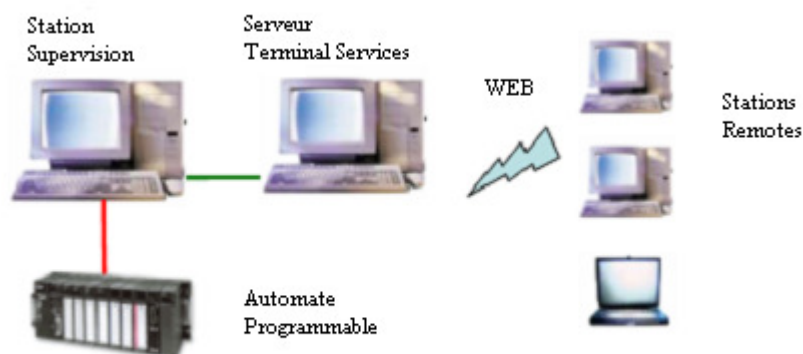 Station
Supervision
Serveur
Terminal Services
WEB
Stations
Remotes
Automate
Programmable